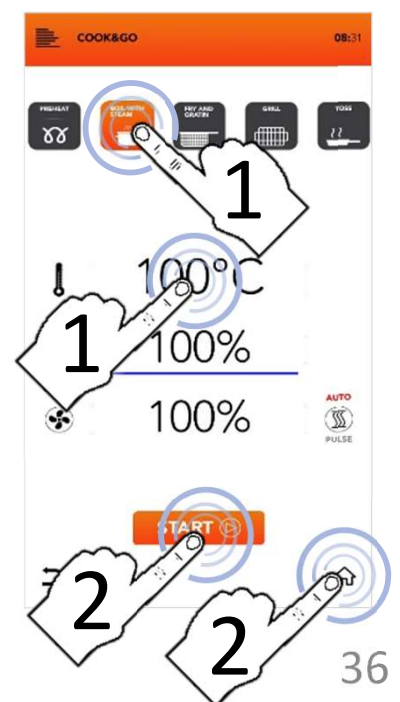 COOK&GO 08:31
PREHEAT BOIL WITH STEAM FRY AND GRATIN GRILL TOSS
1
100°C
1
100%
100%
AUTO
PULSE
START
2
2
36